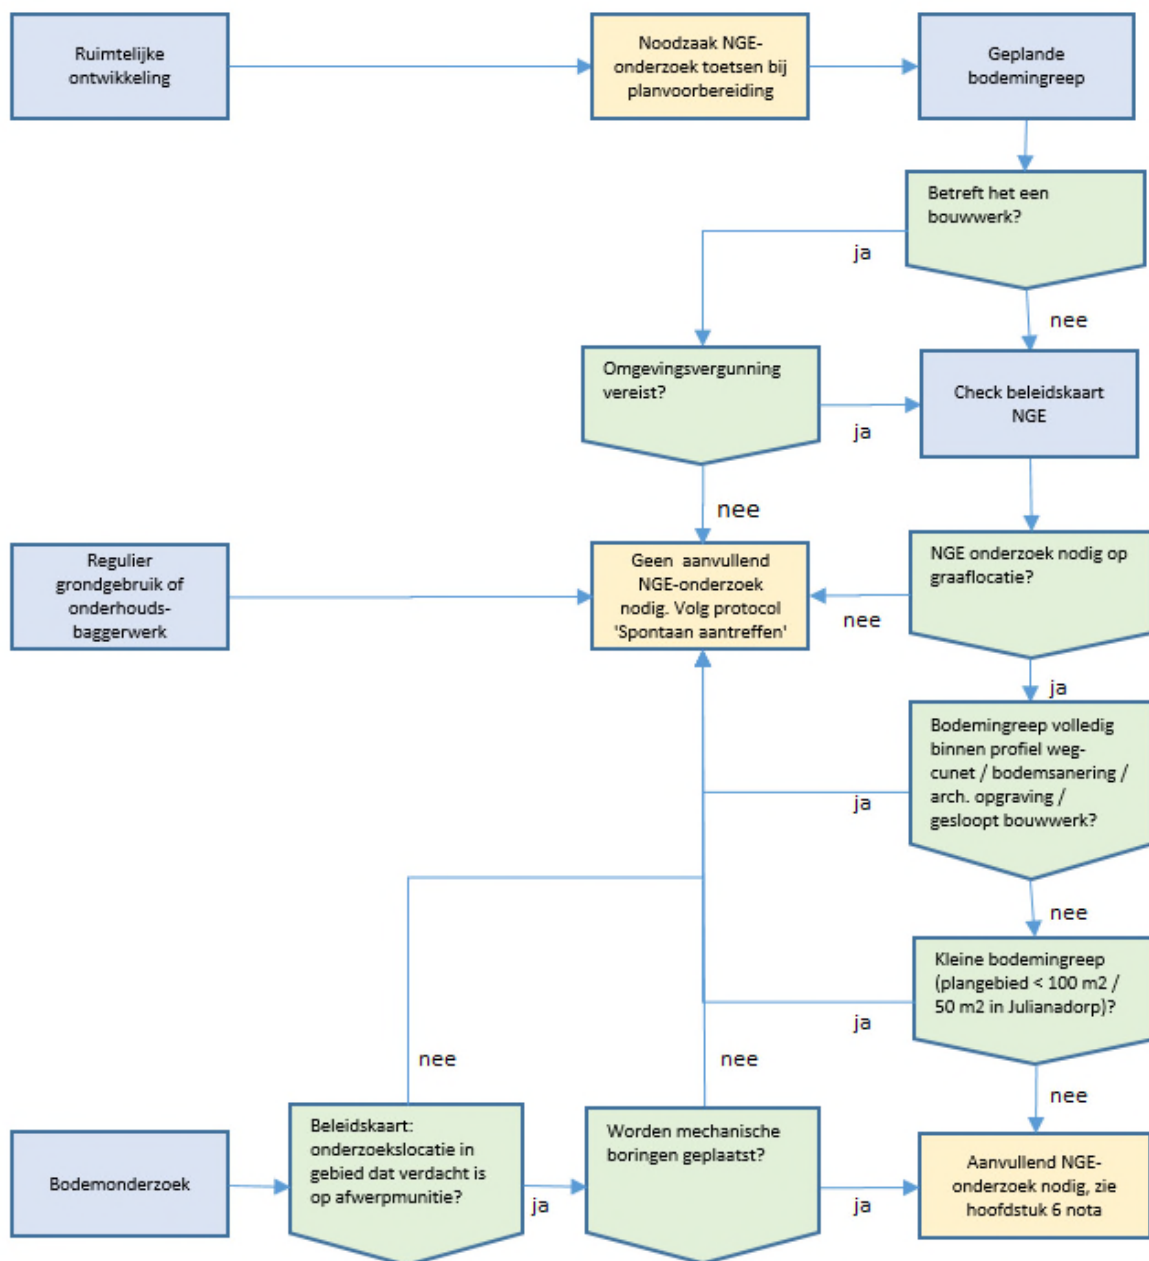 Ruimtelijke
ontwikkeling
Noodzaak NGE-
onderzoek toetsen bij
planvoorbereiding
Geplande
bodemingreep
Betreft het een
bouwwerk?
ja
nee
Omgevingsvergunning
vereist?
ja
Check beleidskaart
NGE
nee
Regulier
grondgebruik of
onderhouds-
baggerwerk
Geen aanvullend
NGE-onderzoek
nodig. Volg protocol
'Spontaan aantreffen'
NGE onderzoek nodig op
graaflocatie?
nee
ja
Bodemingreep volledig
binnen profiel weg-
cunet / bodemsanering /
arch. opgraving /
gesloopt bouwwerk?
ja
nee
Kleine bodemingreep
(plangebied < 100 m2 /
50 m2 in Julianadorp)?
ja
nee
nee
nee
Bodemonderzoek
Beleidskaart:
onderzoekslocatie in
gebied dat verdacht is
op afwerpmunitie?
ja
Worden mechanische
boringen geplaatst?
ja
Aanvullend NGE-
onderzoek nodig, zie
hoofdstuk 6 nota